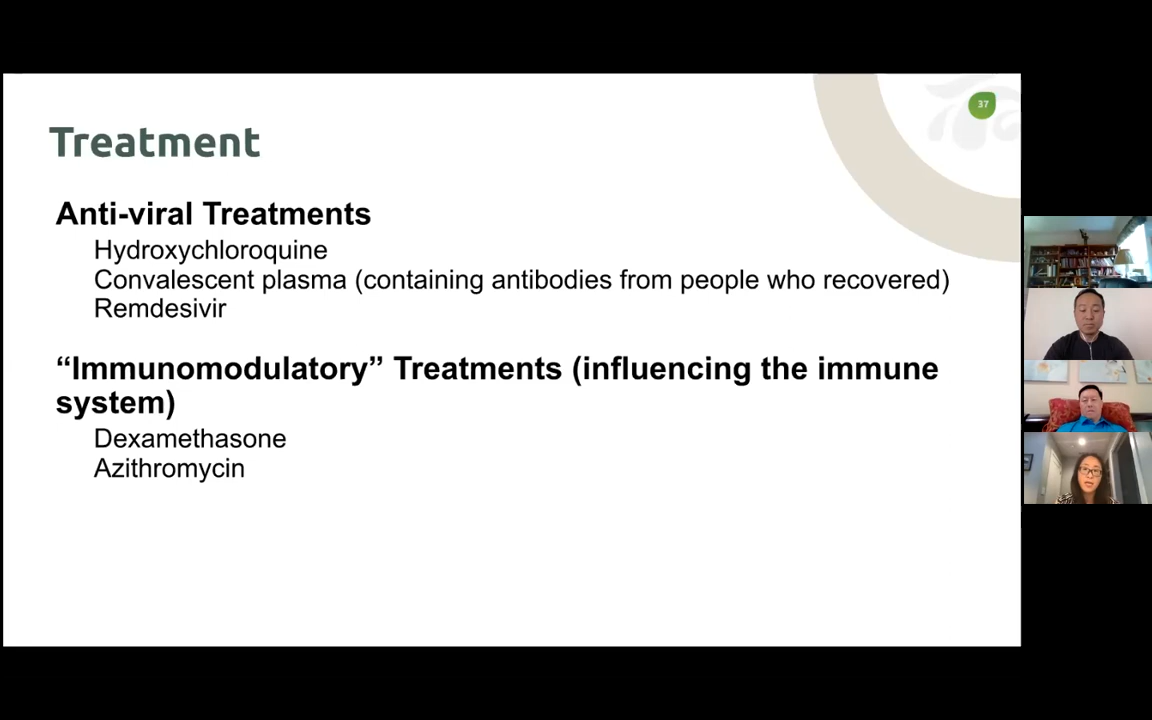 37
Treatment
Anti-viral Treatments
Hydroxychloroquine
Convalescent plasma (containing antibodies from people who recovered)
Remdesivir
“Immunomodulatory” Treatments (influencing the immune
system)
Dexamethasone
Azithromycin